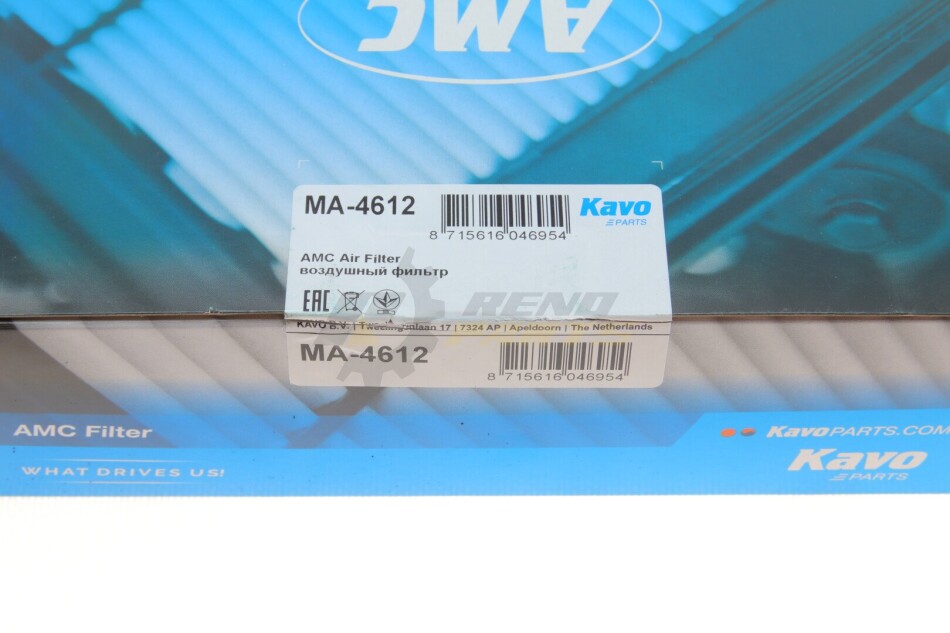 AMC
MA-4612
Kavo
PARTS
8 715616 046954
AMC Air Filter
воздушный фильтр
EAC
RENO
KAVO B.V. | 17 | 7324 AP | Apeldoorn | The Netherlands
MA-4612
8 715616 046954
AMC Filter
KavoPARTS.COM
WHAT DRIVES US!
Kavo
PARTS